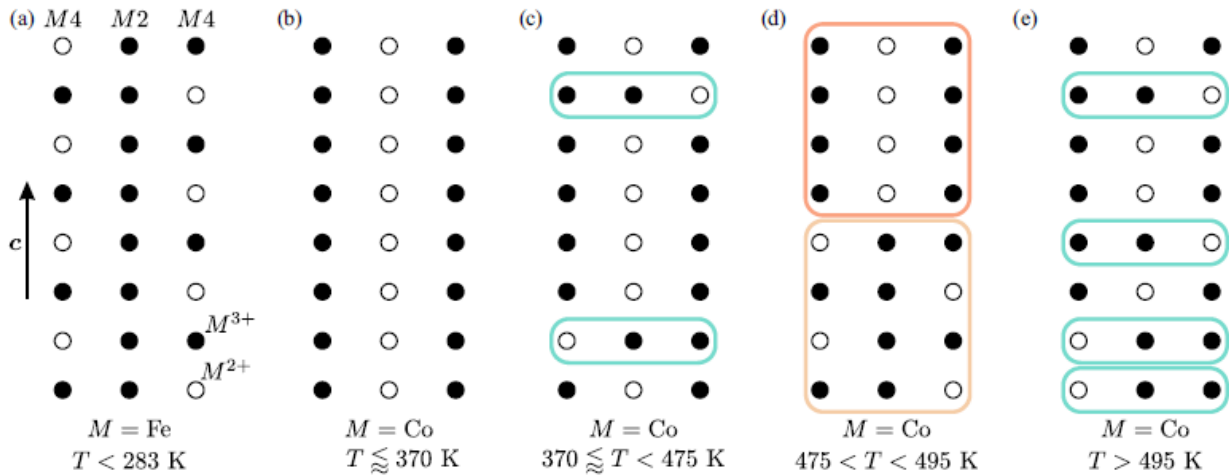 (a) M4 M2 M4 (b) (c) (d) (e)
c
M³⁺
M²⁺
M = Fe M = Co M = Co M = Co M = Co
T < 283 K T ⪅ 370 K 370 ⪅ T < 475 K 475 < T < 495 K T > 495 K